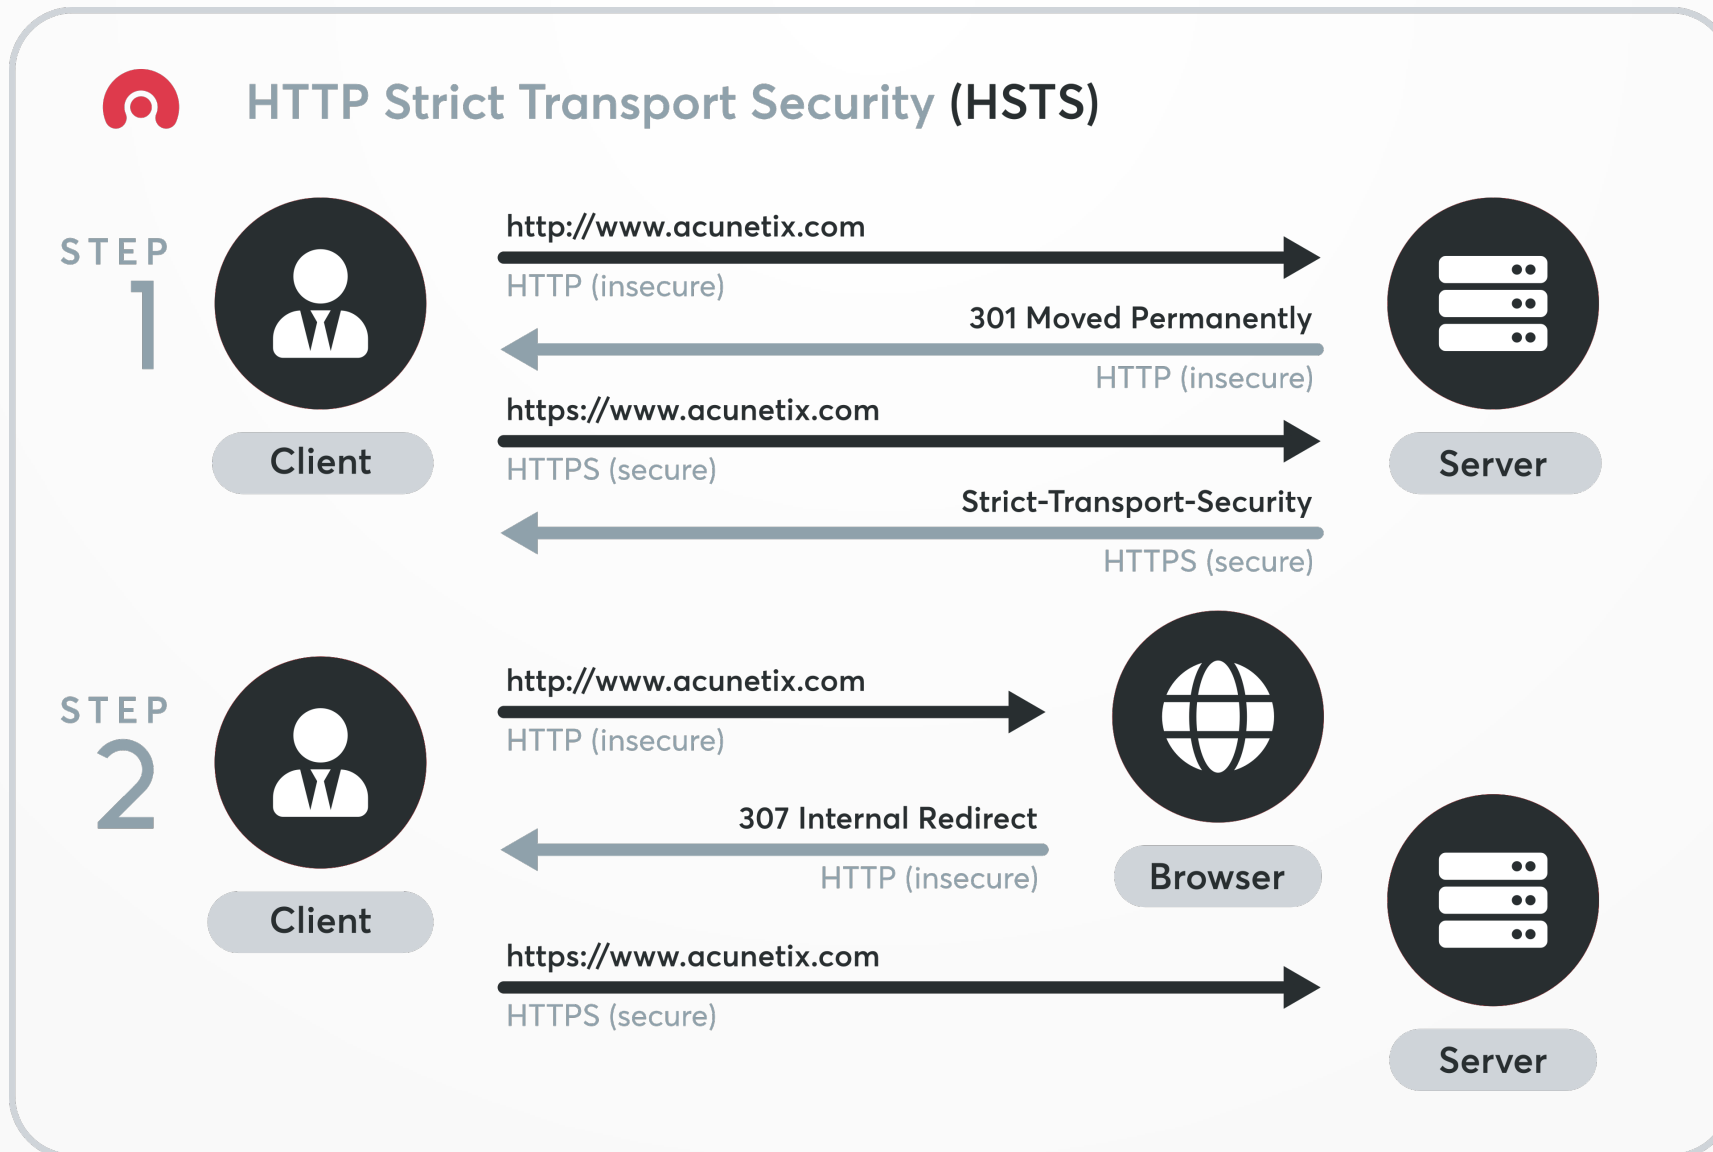 HTTP Strict Transport Security (HSTS)
STEP
1
http://www.acunetix.com
HTTP (insecure)
301 Moved Permanently
HTTP (insecure)
https://www.acunetix.com
HTTPS (secure)
Strict-Transport-Security
HTTPS (secure)
Client
Server
STEP
2
http://www.acunetix.com
HTTP (insecure)
307 Internal Redirect
HTTP (insecure)
Browser
Client
https://www.acunetix.com
HTTPS (secure)
Server